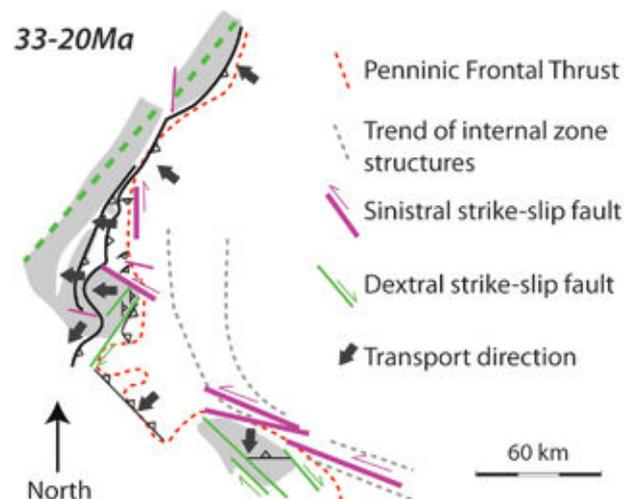 33-20Ma
Penninic Frontal Thrust
Trend of internal zone
structures
Sinistral strike-slip fault
Dextral strike-slip fault
Transport direction
60 km
North